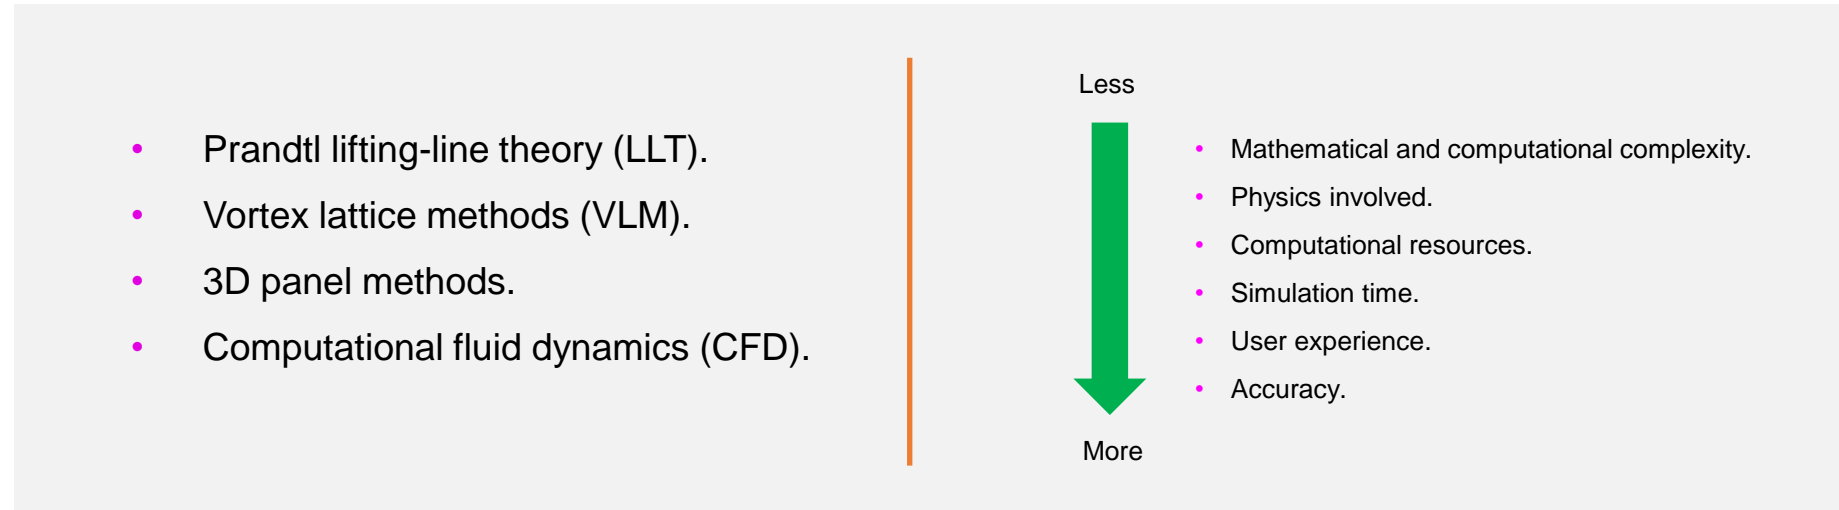 • Prandtl lifting-line theory (LLT).
• Vortex lattice methods (VLM).
• 3D panel methods.
• Computational fluid dynamics (CFD).
Less
More
• Mathematical and computational complexity.
• Physics involved.
• Computational resources.
• Simulation time.
• User experience.
• Accuracy.